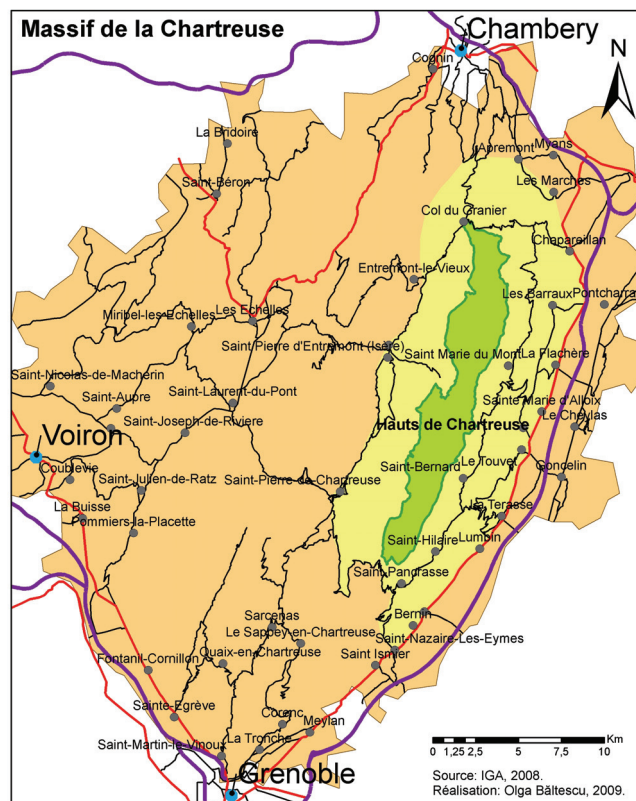 Massif de la Chartreuse
Chambery
N
Cognin
La Bridoire
Apremont
Myans
Saint-Béron
Les Marches
Col du Granier
Chapareillan
Entremont-le-Vieux
Les Barraux
Pontcharra
Miribel-les-Echelles
Les Echelles
Saint Pierre d'Entremont (Isère)
Saint Marie du Mont
La Flachère
Saint-Nicolas-de-Macherin
Saint-Aupre
Saint-Laurent-du-Pont
Sainte Marie d'Alloix
Le Cheylas
Saint-Joseph-de-Riviere
Hauts de Chartreuse
Voiron
Coublevie
Saint-Julien-de-Ratz
Saint-Pierre-de-Chartreuse
Saint-Bernard
Le Touvet
Goncelin
La Buisse
Pommiers-la-Placette
La Terasse
Saint-Hilaire
Lumbin
Saint-Pancrasse
Sarcenas
Bernin
Le Sappey-en-Chartreuse
Saint-Nazaire-Les-Eymes
Fontanil-Cornillon
Quaix-en-Chartreuse
Saint Ismier
Sainte-Egrève
Corenc
Meylan
Saint-Martin-le-Vinoux
La Tronche
Grenoble
Km
0 1,25 2,5 5 7,5 10
Source: IGA, 2008.
Réalisation: Olga Băltescu, 2009.